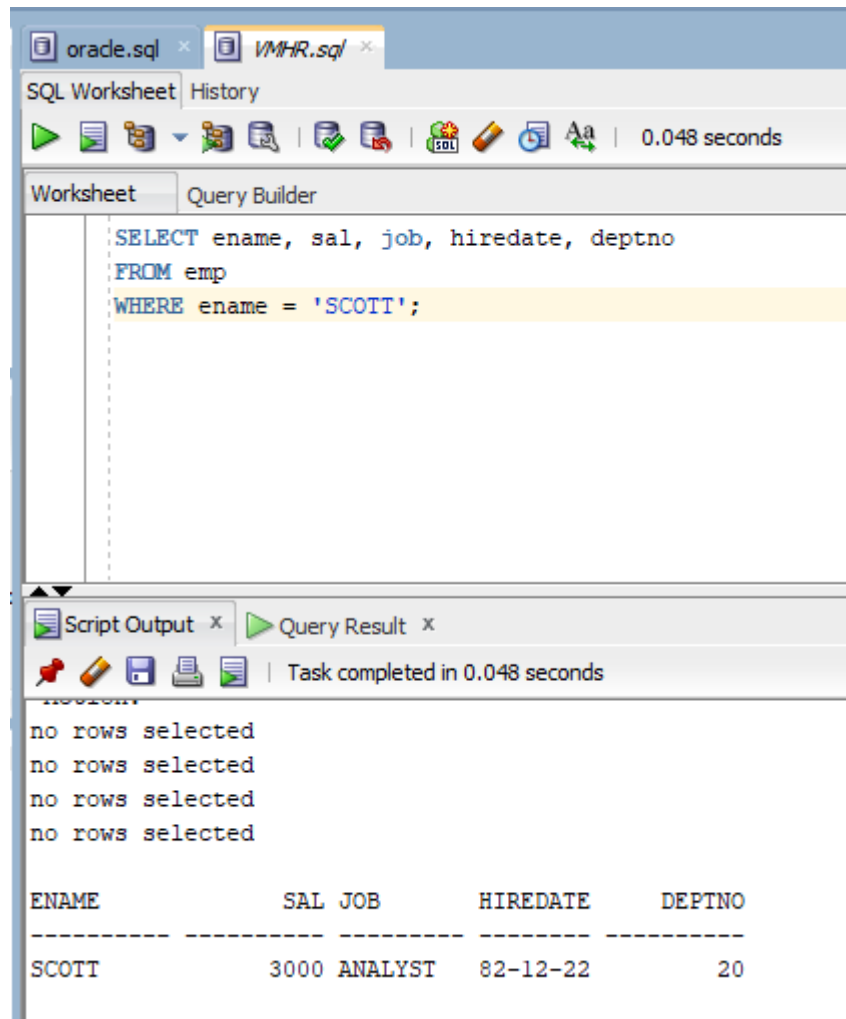 oracle.sql
VMHR.sql
SQL Worksheet History
0.048 seconds
Worksheet Query Builder
SELECT ename, sal, job, hiredate, deptno
FROM emp
WHERE ename = 'SCOTT';
Script Output x Query Result x
Task completed in 0.048 seconds
no rows selected
no rows selected
no rows selected
no rows selected
ENAME SAL JOB HIREDATE DEPTNO
---------- ---------- --------- -------- ----------
SCOTT 3000 ANALYST 82-12-22 20